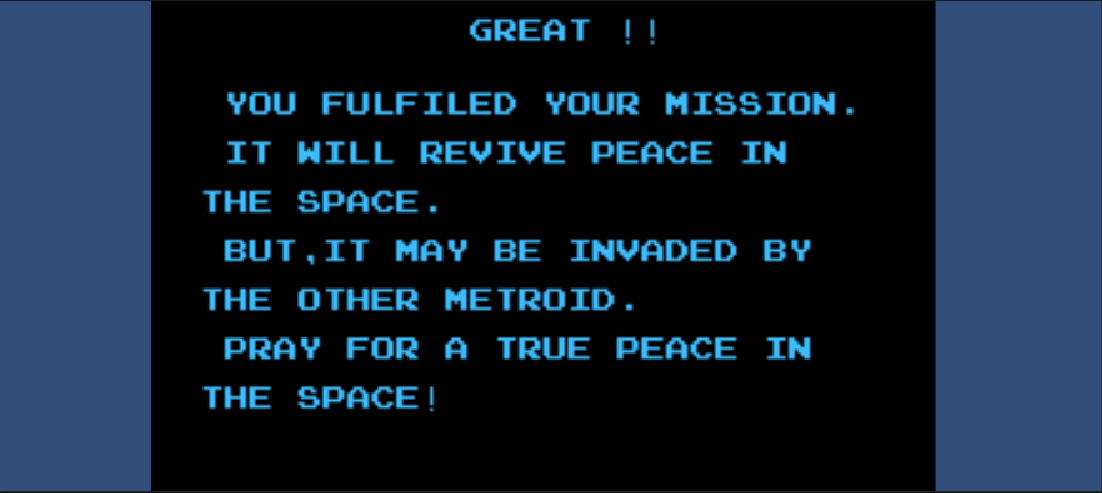 GREAT !!
YOU FULFILED YOUR MISSION.
IT WILL REVIVE PEACE IN
THE SPACE.
BUT,IT MAY BE INVADED BY
THE OTHER METROID.
PRAY FOR A TRUE PEACE IN
THE SPACE!